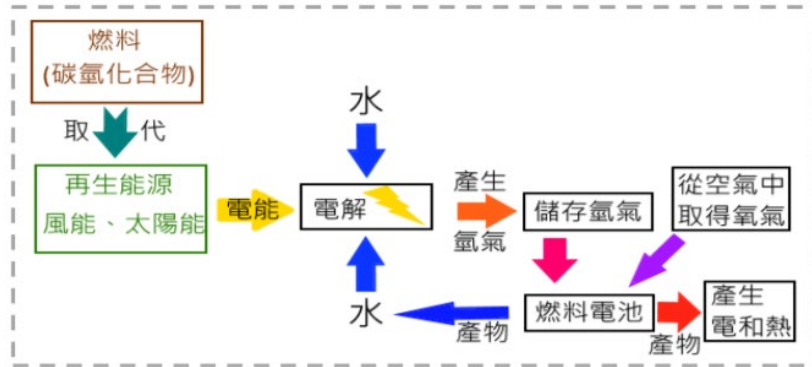 燃料
(碳氫化合物)
取代
再生能源
風能、太陽能
電能
水
電解
產生
氫氣
儲存氫氣
從空氣中
取得氧氣
水
產物
燃料電池
產物
產生
電和熱